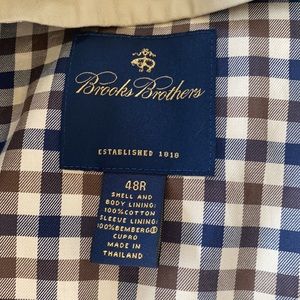 Brooks Brothers
ESTABLISHED 1818
48R
SHELL AND
BODY LINING:
100%COTTON
SLEEVE LINING:
100%BEMBERG®
CUPRO
MADE IN
THAILAND